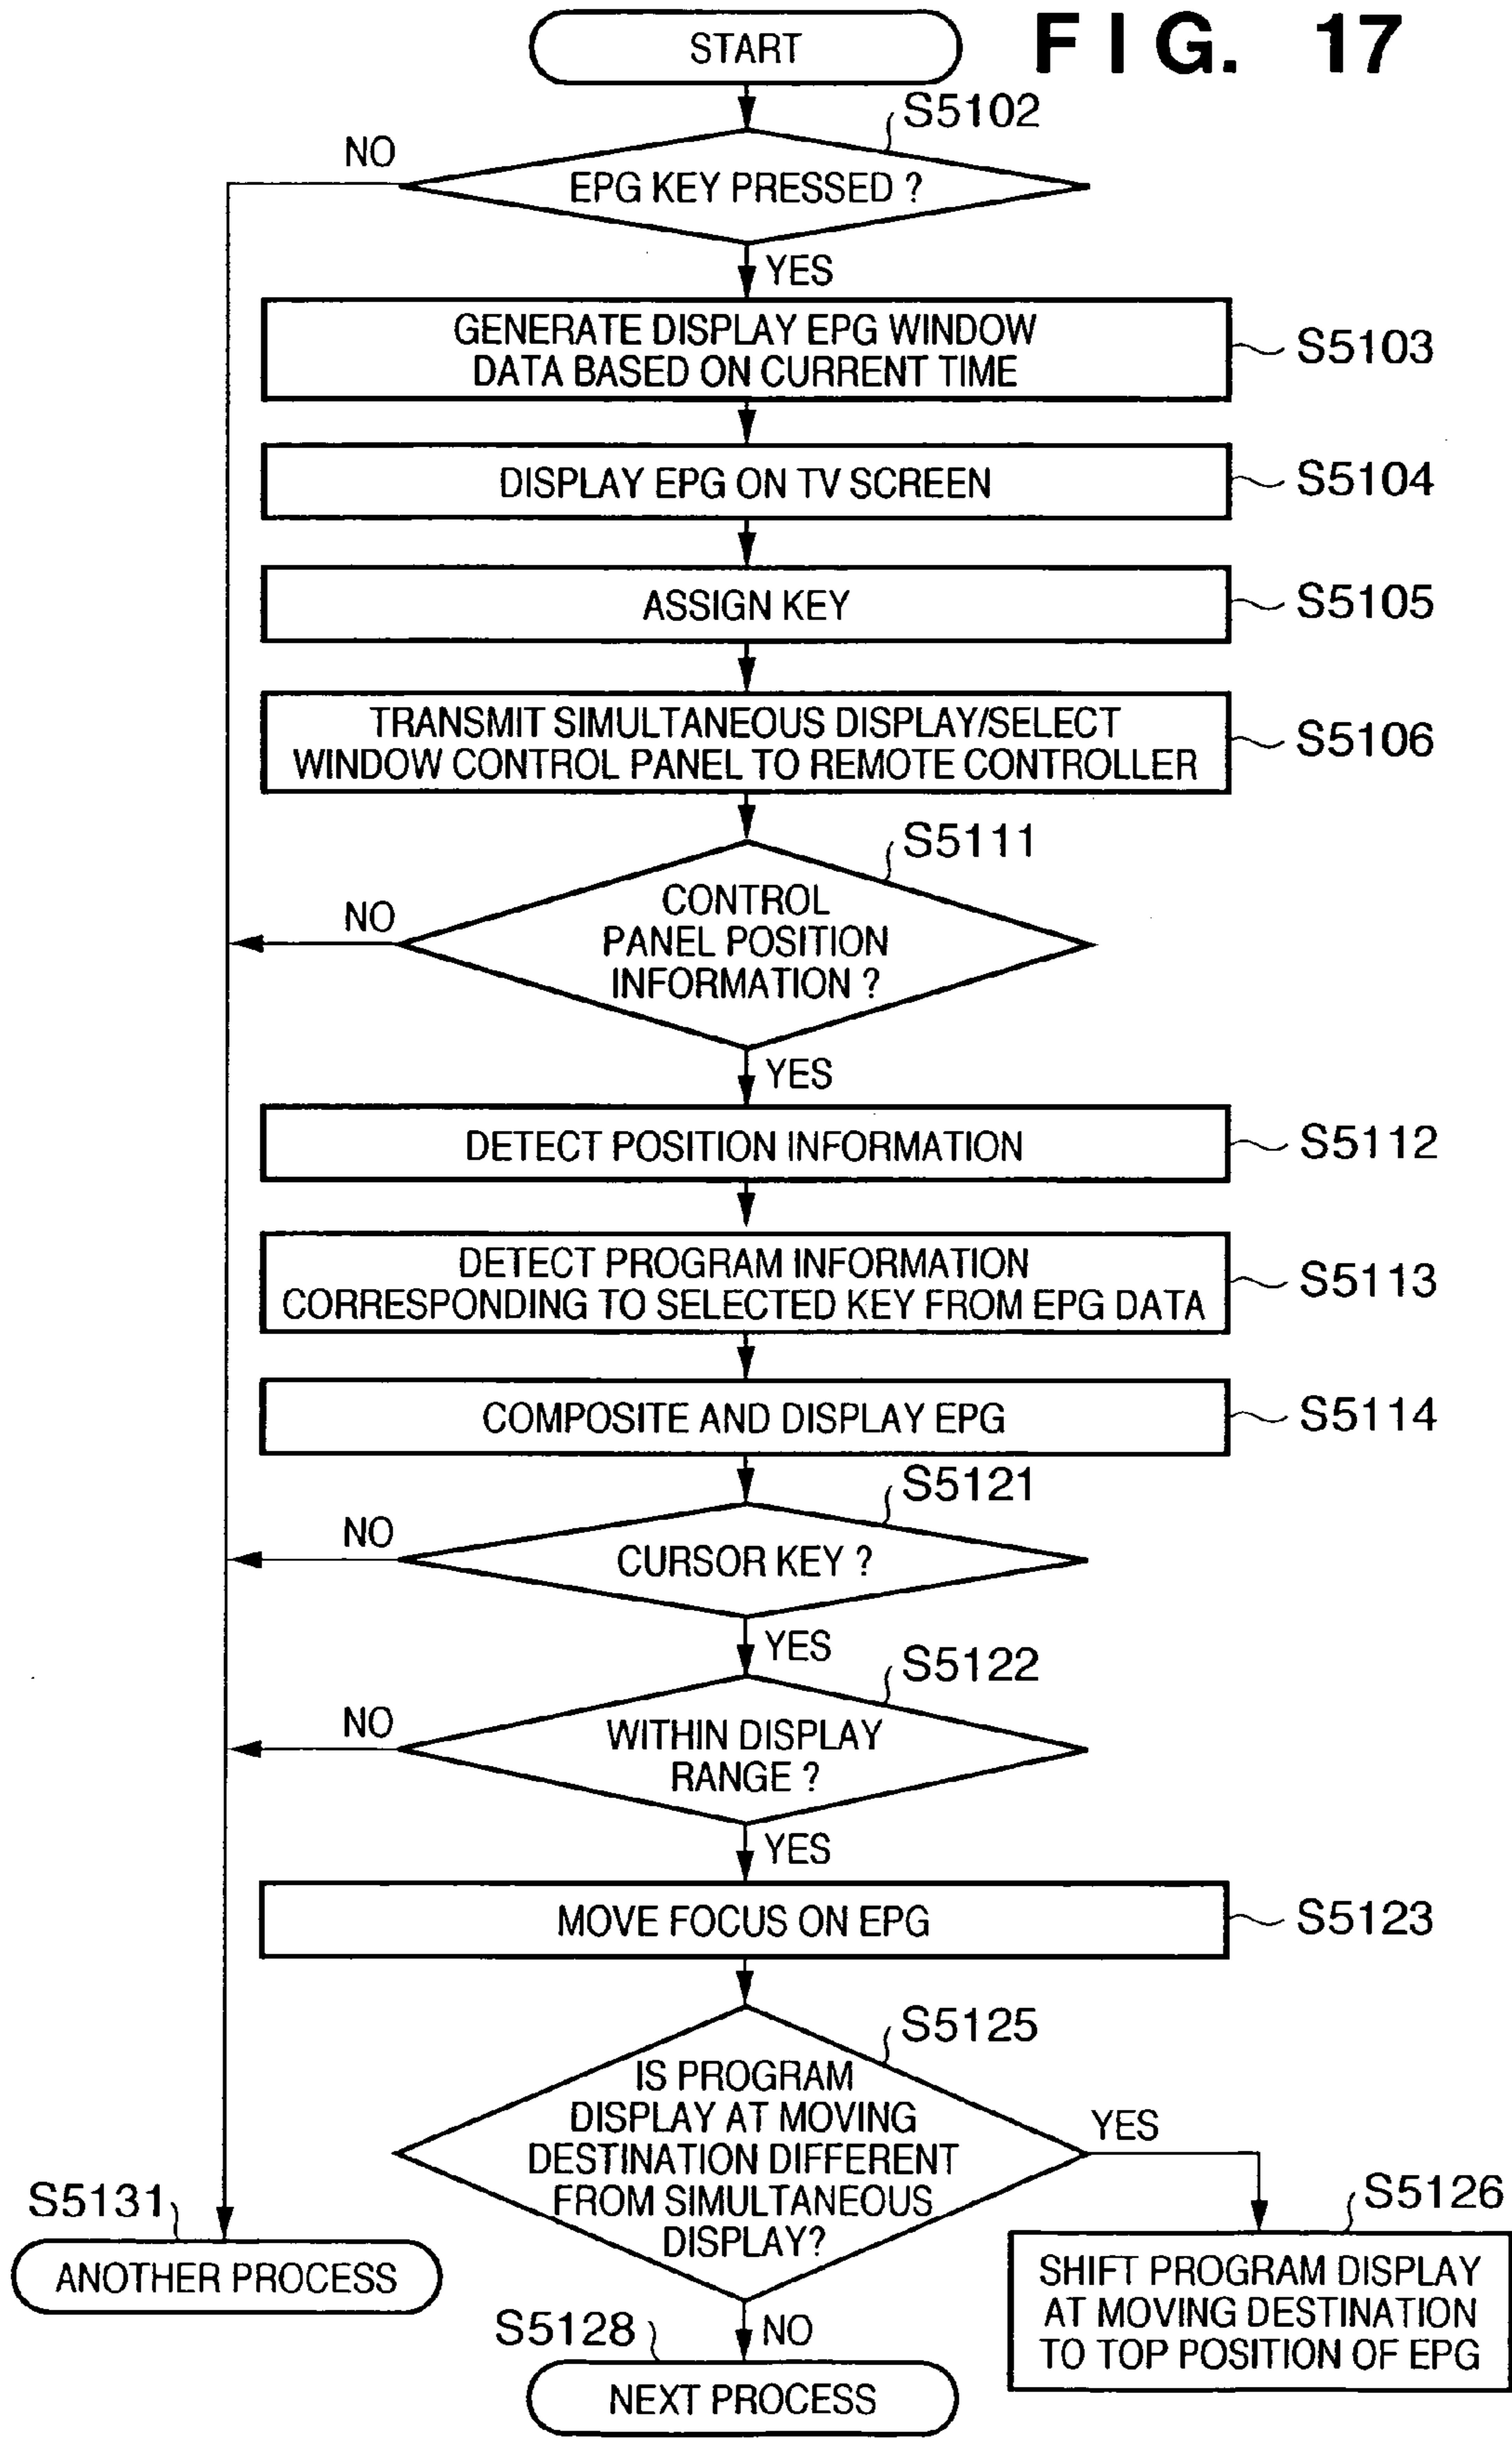 FIG. 17
START
S5102
NO
EPG KEY PRESSED ?
YES
GENERATE DISPLAY EPG WINDOW
DATA BASED ON CURRENT TIME
S5103
DISPLAY EPG ON TV SCREEN
S5104
ASSIGN KEY
S5105
TRANSMIT SIMULTANEOUS DISPLAY/SELECT
WINDOW CONTROL PANEL TO REMOTE CONTROLLER
S5106
S5111
NO
CONTROL
PANEL POSITION
INFORMATION ?
YES
DETECT POSITION INFORMATION
S5112
DETECT PROGRAM INFORMATION
CORRESPONDING TO SELECTED KEY FROM EPG DATA
S5113
COMPOSITE AND DISPLAY EPG
S5114
S5121
NO
CURSOR KEY ?
YES
S5122
NO
WITHIN DISPLAY
RANGE ?
YES
MOVE FOCUS ON EPG
S5123
S5125
IS PROGRAM
DISPLAY AT MOVING
DESTINATION DIFFERENT
FROM SIMULTANEOUS
DISPLAY?
YES
S5126
SHIFT PROGRAM DISPLAY
AT MOVING DESTINATION
TO TOP POSITION OF EPG
S5131
ANOTHER PROCESS
NO
S5128
NEXT PROCESS